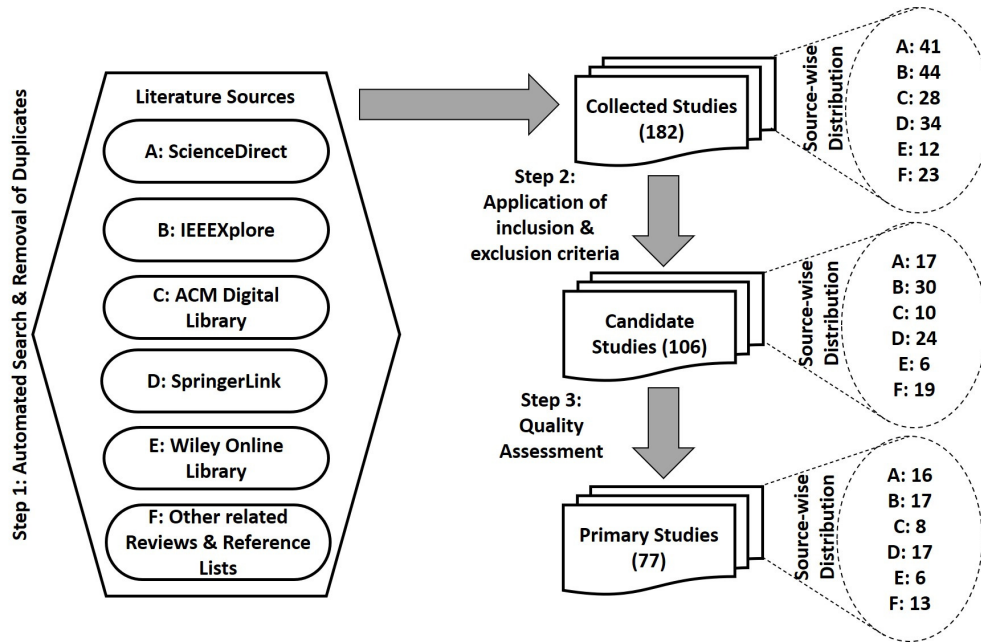 Step 1: Automated Search & Removal of Duplicates
Literature Sources
A: ScienceDirect
B: IEEEXplore
C: ACM Digital
Library
D: SpringerLink
E: Wiley Online
Library
F: Other related
Reviews & Reference
Lists
Collected Studies
(182)
Source-wise
Distribution
A: 41
B: 44
C: 28
D: 34
E: 12
F: 23
Step 2:
Application of
inclusion &
exclusion criteria
Candidate
Studies (106)
Source-wise
Distribution
A: 17
B: 30
C: 10
D: 24
E: 6
F: 19
Step 3:
Quality
Assessment
Primary Studies
(77)
Source-wise
Distribution
A: 16
B: 17
C: 8
D: 17
E: 6
F: 13